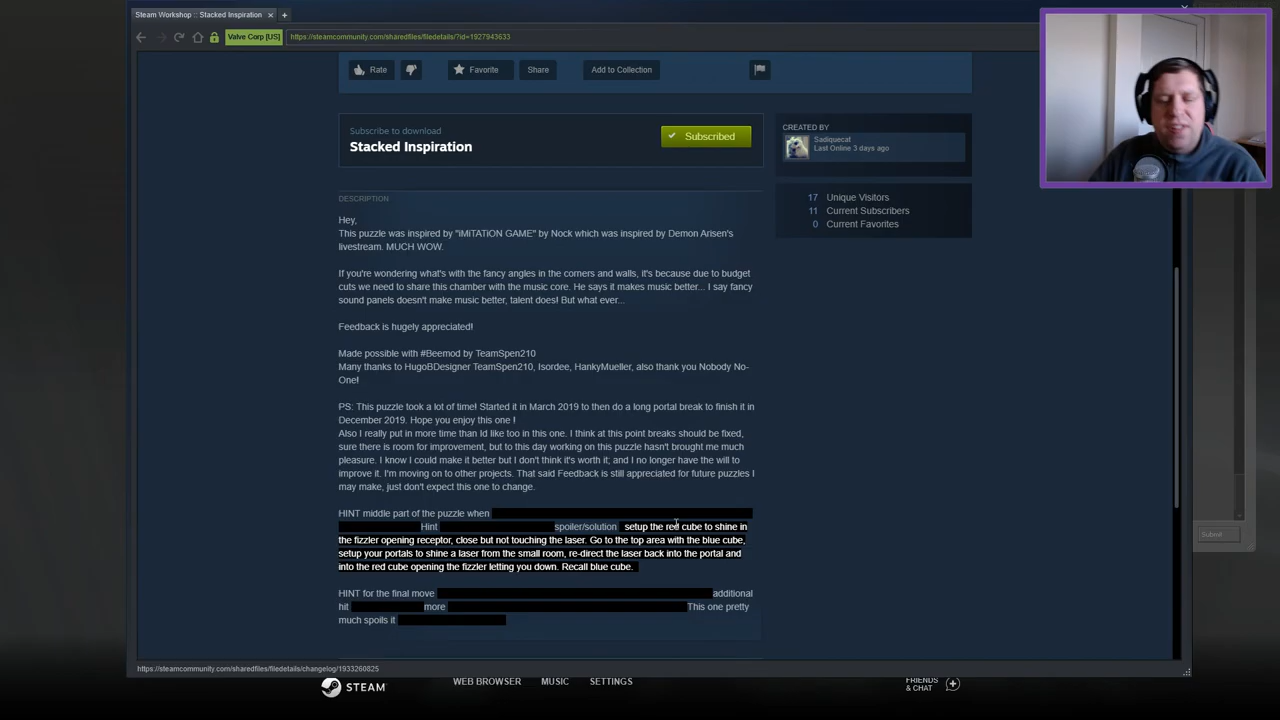 Steam Workshop :: Stacked Inspiration
Valve Corp [US]
https://steamcommunity.com/sharedfiles/filedetails/?id=1927943633
Rate
Favorite
Share
Add to Collection
Subscribe to download
Stacked Inspiration
Subscribed
CREATED BY
Sadiquecat
Last Online 3 days ago
17 Unique Visitors
11 Current Subscribers
0 Current Favorites
DESCRIPTION
Hey,
This puzzle was inspired by "iMiTATiON GAME" by Nock which was inspired by Demon Arisen's
livestream. MUCH WOW.
If you're wondering what's with the fancy angles in the corners and walls, it's because due to budget
cuts we need to share this chamber with the music core. He says it makes music better... I say fancy
sound panels doesn't make music better, talent does! But what ever...
Feedback is hugely appreciated!
Made possible with #Beemod by TeamSpen210
Many thanks to HugoBDesigner TeamSpen210, Isordee, HankyMueller, also thank you Nobody No-
One!
PS: This puzzle took a lot of time! Started it in March 2019 to then do a long portal break to finish it in
December 2019. Hope you enjoy this one !
Also I really put in more time than Id like too in this one. I think at this point breaks should be fixed,
sure there is room for improvement, but to this day working on this puzzle hasn't brought me much
pleasure. I know I could make it better but I don't think it's worth it; and I no longer have the will to
improve it. I'm moving on to other projects. That said Feedback is still appreciated for future puzzles I
may make, just don't expect this one to change.
HINT middle part of the puzzle when
Hint spoiler/solution setup the red cube to shine in
the fizzler opening receptor, close but not touching the laser. Go to the top area with the blue cube,
setup your portals to shine a laser from the small room, re-direct the laser back into the portal and
into the red cube opening the fizzler letting you down. Recall blue cube.
HINT for the final move additional
hit more This one pretty
much spoils it
https://steamcommunity.com/sharedfiles/filedetails/changelog/1933260825
STEAM
WEB BROWSER
MUSIC
SETTINGS
FRIENDS
& CHAT
Submit